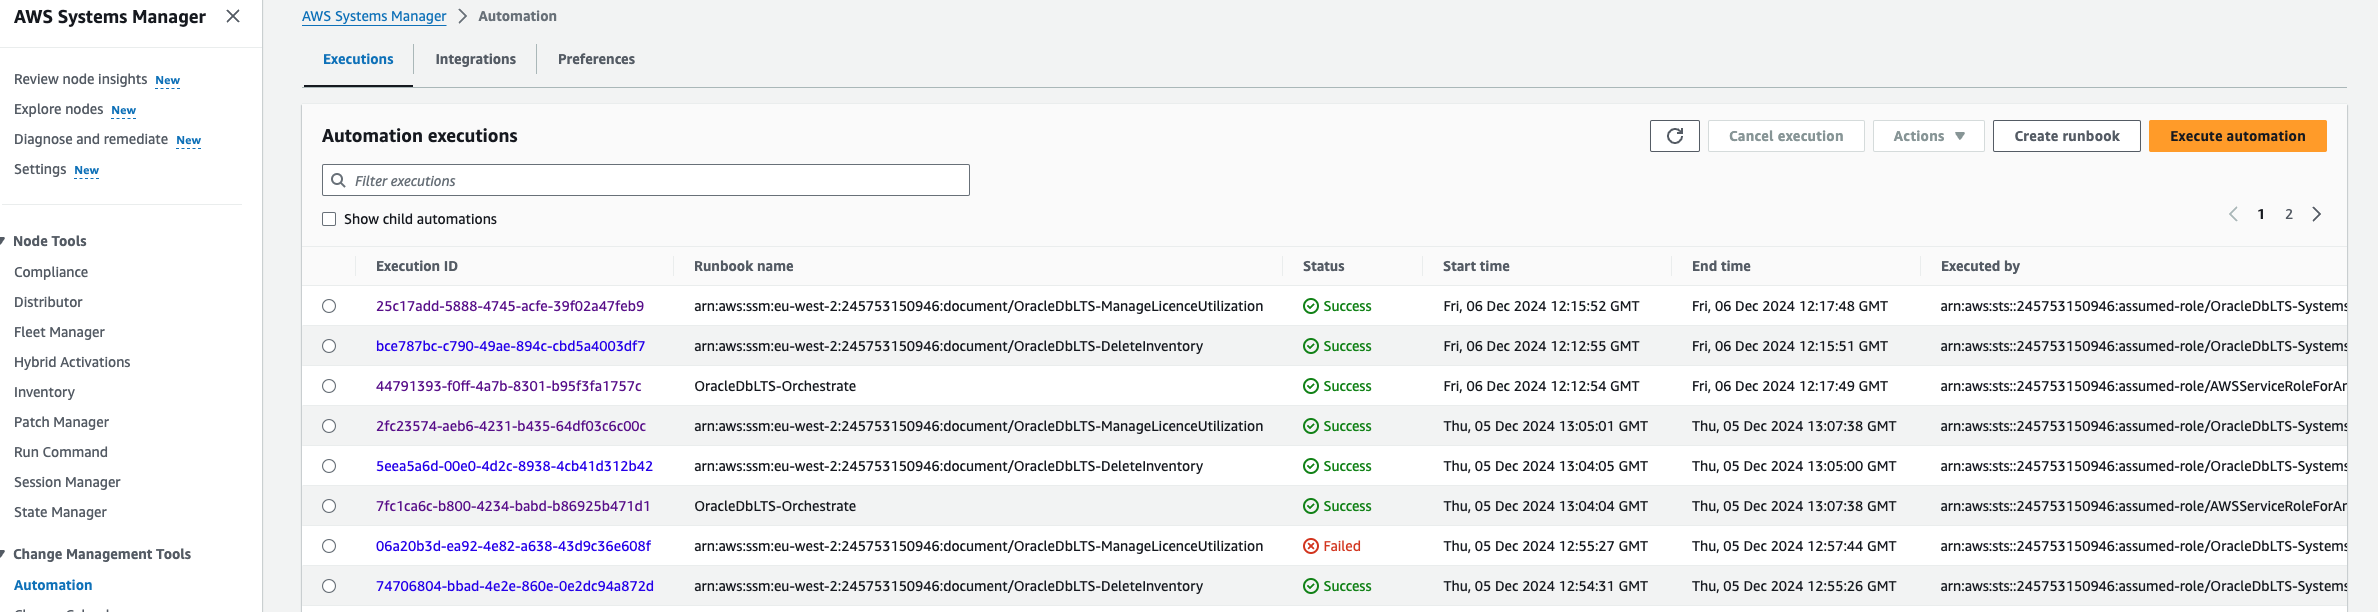 AWS Systems Manager
Review node insights New
Explore nodes New
Diagnose and remediate New
Settings New
Node Tools
Compliance
Distributor
Fleet Manager
Hybrid Activations
Inventory
Patch Manager
Run Command
Session Manager
State Manager
Change Management Tools
Automation
AWS Systems Manager > Automation
Executions Integrations Preferences
Automation executions
Cancel execution Actions Create runbook Execute automation
Filter executions
Show child automations
1 2
Execution ID Runbook name Status Start time End time Executed by
25c17add-5888-4745-acfe-39f02a47feb9 arn:aws:ssm:eu-west-2:245753150946:document/OracleDbLTS-ManageLicenceUtilization Success Fri, 06 Dec 2024 12:15:52 GMT Fri, 06 Dec 2024 12:17:48 GMT arn:aws:sts::245753150946:assumed-role/OracleDbLTS-Systems
bce787bc-c790-49ae-894c-cbd5a4003df7 arn:aws:ssm:eu-west-2:245753150946:document/OracleDbLTS-DeleteInventory Success Fri, 06 Dec 2024 12:12:55 GMT Fri, 06 Dec 2024 12:15:51 GMT arn:aws:sts::245753150946:assumed-role/OracleDbLTS-Systems
44791393-f0ff-4a7b-8301-b95f3fa1757c OracleDbLTS-Orchestrate Success Fri, 06 Dec 2024 12:12:54 GMT Fri, 06 Dec 2024 12:17:49 GMT arn:aws:sts::245753150946:assumed-role/AWSServiceRoleForAr
2fc23574-aeb6-4231-b435-64df03c6c00c arn:aws:ssm:eu-west-2:245753150946:document/OracleDbLTS-ManageLicenceUtilization Success Thu, 05 Dec 2024 13:05:01 GMT Thu, 05 Dec 2024 13:07:38 GMT arn:aws:sts::245753150946:assumed-role/OracleDbLTS-Systems
5eea5a6d-00e0-4d2c-8938-4cb41d312b42 arn:aws:ssm:eu-west-2:245753150946:document/OracleDbLTS-DeleteInventory Success Thu, 05 Dec 2024 13:04:05 GMT Thu, 05 Dec 2024 13:05:00 GMT arn:aws:sts::245753150946:assumed-role/OracleDbLTS-Systems
7fc1ca6c-b800-4234-babd-b86925b471d1 OracleDbLTS-Orchestrate Success Thu, 05 Dec 2024 13:04:04 GMT Thu, 05 Dec 2024 13:07:38 GMT arn:aws:sts::245753150946:assumed-role/AWSServiceRoleForAr
06a20b3d-ea92-4e82-a638-43d9c36e608f arn:aws:ssm:eu-west-2:245753150946:document/OracleDbLTS-ManageLicenceUtilization Failed Thu, 05 Dec 2024 12:55:27 GMT Thu, 05 Dec 2024 12:57:44 GMT arn:aws:sts::245753150946:assumed-role/OracleDbLTS-Systems
74706804-bbad-4e2e-860e-0e2dc94a872d arn:aws:ssm:eu-west-2:245753150946:document/OracleDbLTS-DeleteInventory Success Thu, 05 Dec 2024 12:54:31 GMT Thu, 05 Dec 2024 12:55:26 GMT arn:aws:sts::245753150946:assumed-role/OracleDbLTS-Systems